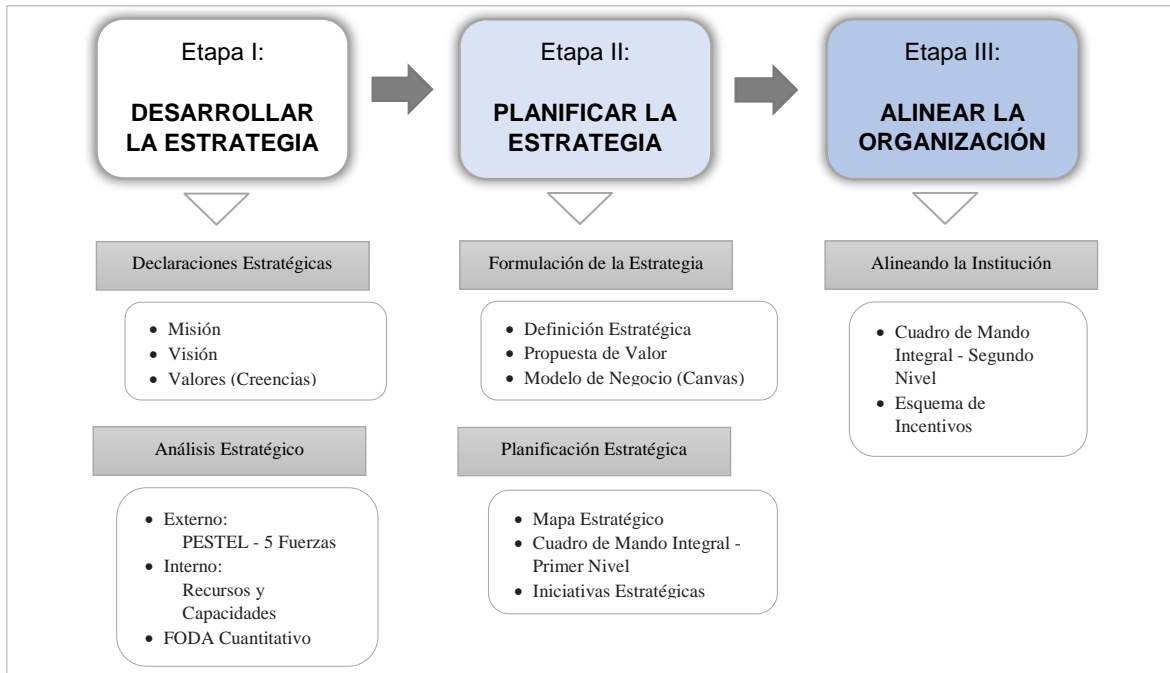 Etapa I:
DESARROLLAR
LA ESTRATEGIA
Declaraciones Estratégicas
• Misión
• Visión
• Valores (Creencias)
Análisis Estratégico
• Externo:
PESTEL - 5 Fuerzas
• Interno:
Recursos y
Capacidades
• FODA Cuantitativo
Etapa II:
PLANIFICAR LA
ESTRATEGIA
Formulación de la Estrategia
• Definición Estratégica
• Propuesta de Valor
• Modelo de Negocio (Canvas)
Planificación Estratégica
• Mapa Estratégico
• Cuadro de Mando Integral -
Primer Nivel
• Iniciativas Estratégicas
Etapa III:
ALINEAR LA
ORGANIZACIÓN
Alineando la Institución
• Cuadro de Mando
Integral - Segundo
Nivel
• Esquema de
Incentivos